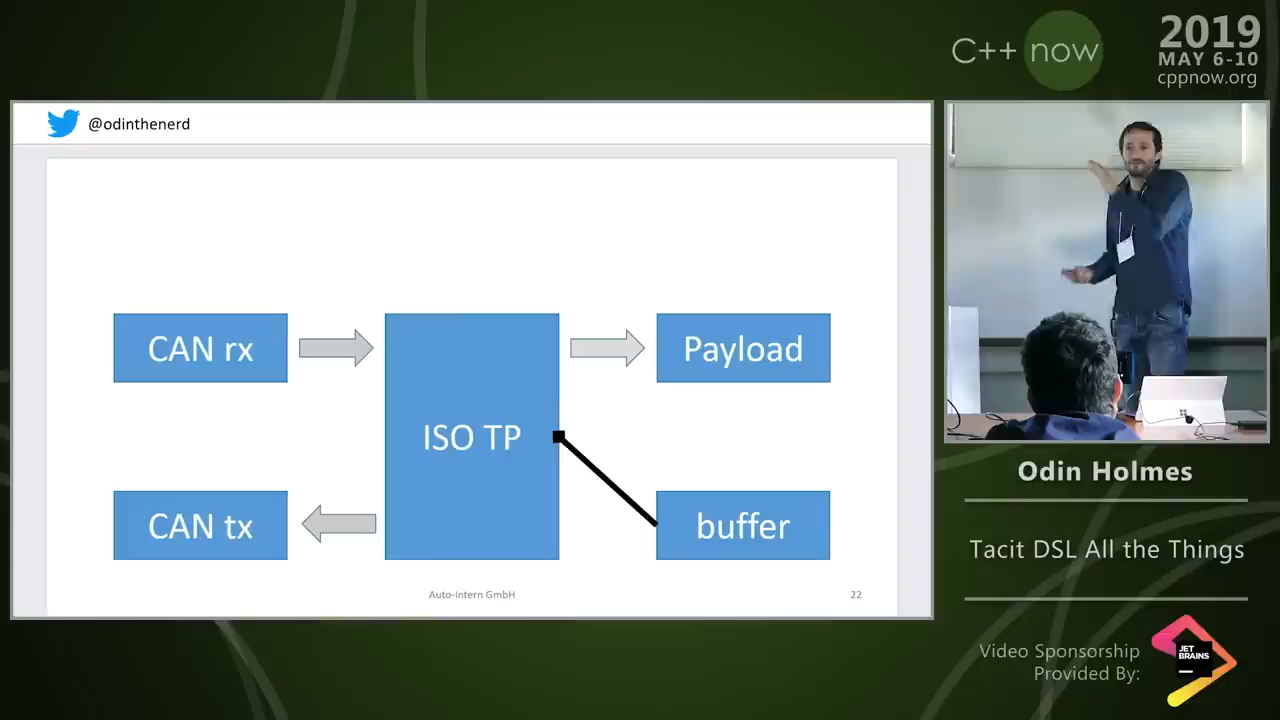 C++ now
2019
MAY 6-10
cppnow.org
@odinthenerd
CAN rx
Payload
ISO TP
CAN tx
buffer
Auto-Intern GmbH
22
Odin Holmes
Tacit DSL All the Things
Video Sponsorship
Provided By:
JET
BRAINS